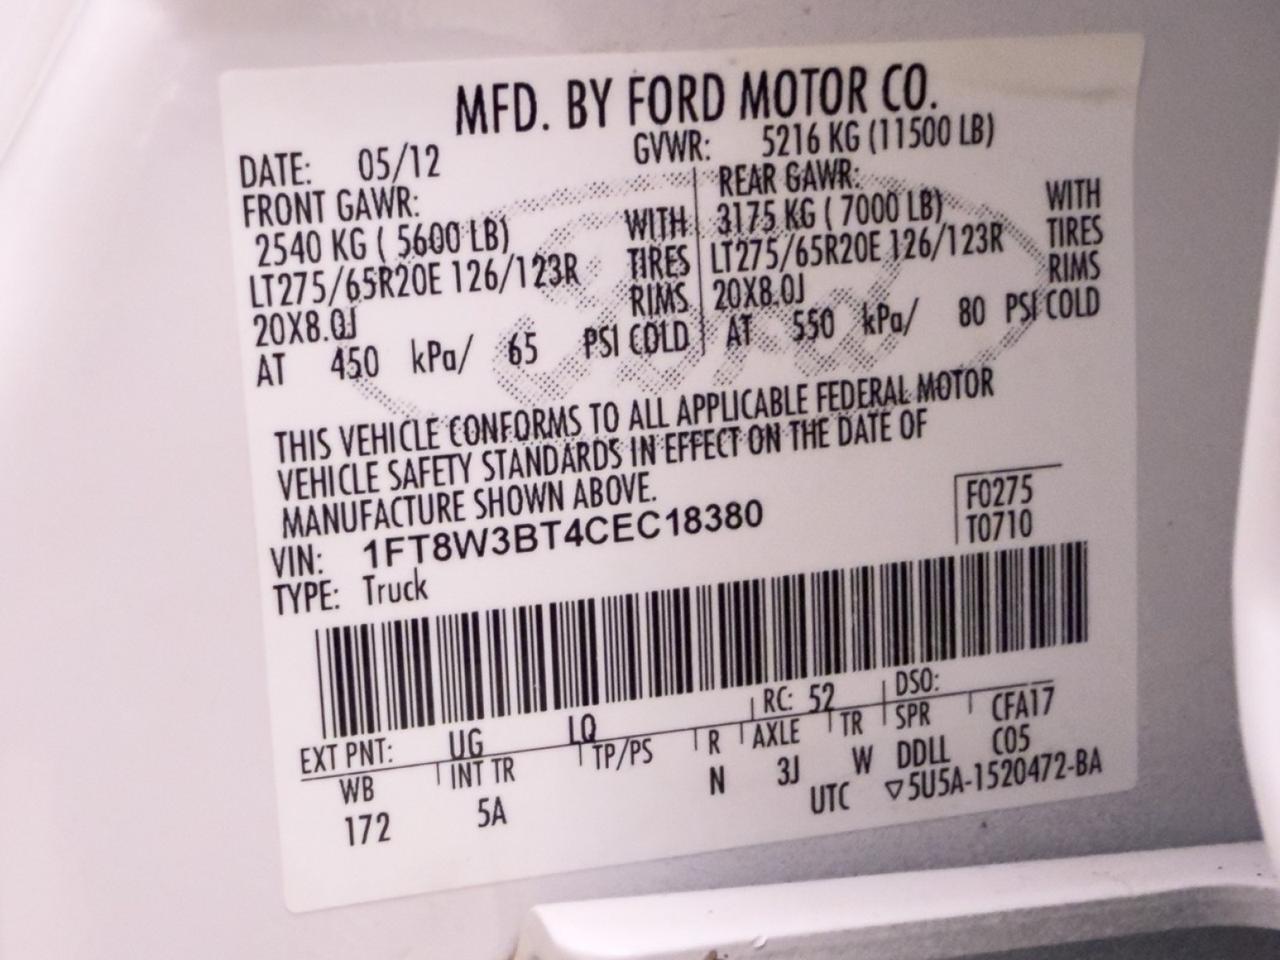 MFD. BY FORD MOTOR CO.
DATE: 05/12 GVWR: 5216 KG (11500 LB)
FRONT GAWR: REAR GAWR:
2540 KG ( 5600 LB) WITH 3175 KG ( 7000 LB) WITH
LT275/65R20E 126/123R TIRES LT275/65R20E 126/123R TIRES
20X8.0J RIMS 20X8.0J RIMS
AT 450 kPa/ 65 PSI COLD AT 550 kPa/ 80 PSI COLD
THIS VEHICLE CONFORMS TO ALL APPLICABLE FEDERAL MOTOR
VEHICLE SAFETY STANDARDS IN EFFECT ON THE DATE OF
MANUFACTURE SHOWN ABOVE.
VIN: 1FT8W3BT4CEC18380
TYPE: Truck
F0275
T0710
EXT PNT: UG LQ RC: 52 DSO:
WB INT TR TP/PS R AXLE TR SPR CFA17
172 5A N 3J W DDLL C05
UTC ▽5U5A-1520472-BA